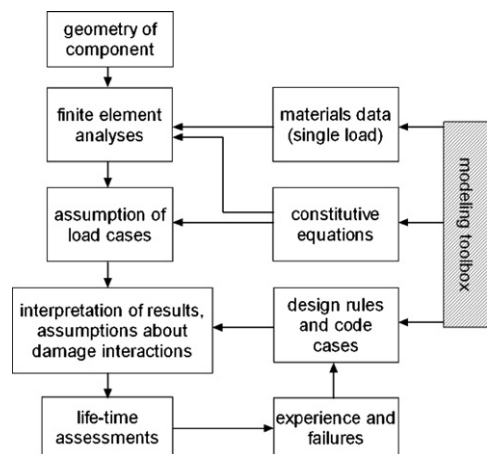 geometry of
component
finite element
analyses
materials data
(single load)
assumption of
load cases
constitutive
equations
modeling toolbox
interpretation of results,
assumptions about
damage interactions
design rules
and code
cases
life-time
assessments
experience and
failures